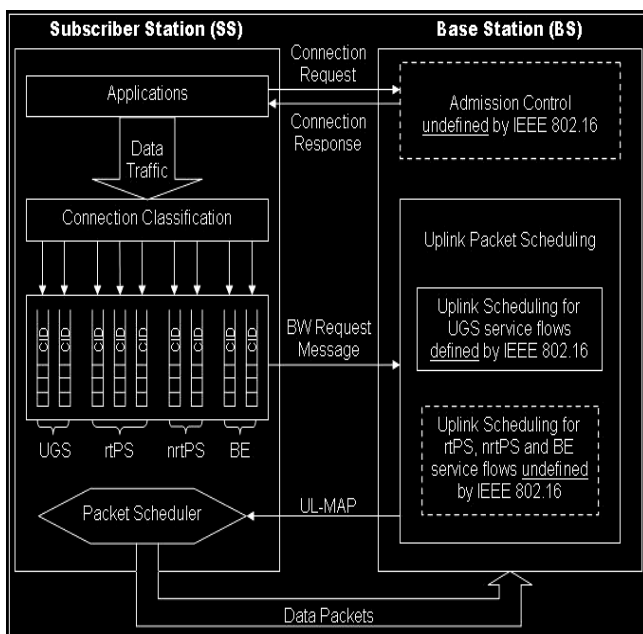 Subscriber Station (SS)
Base Station (BS)
Applications
Connection
Request
Connection
Response
Admission Control
undefined by IEEE 802.16
Data
Traffic
Connection Classification
Uplink Packet Scheduling
CID
CID
CID
CID
CID
CID
CID
CID
CID
UGS
rtPS
nrtPS
BE
BW Request
Message
Uplink Scheduling for
UGS service flows
defined by IEEE 802.16
Uplink Scheduling for
rtPS, nrtPS and BE
service flows undefined
by IEEE 802.16
Packet Scheduler
UL-MAP
Data Packets